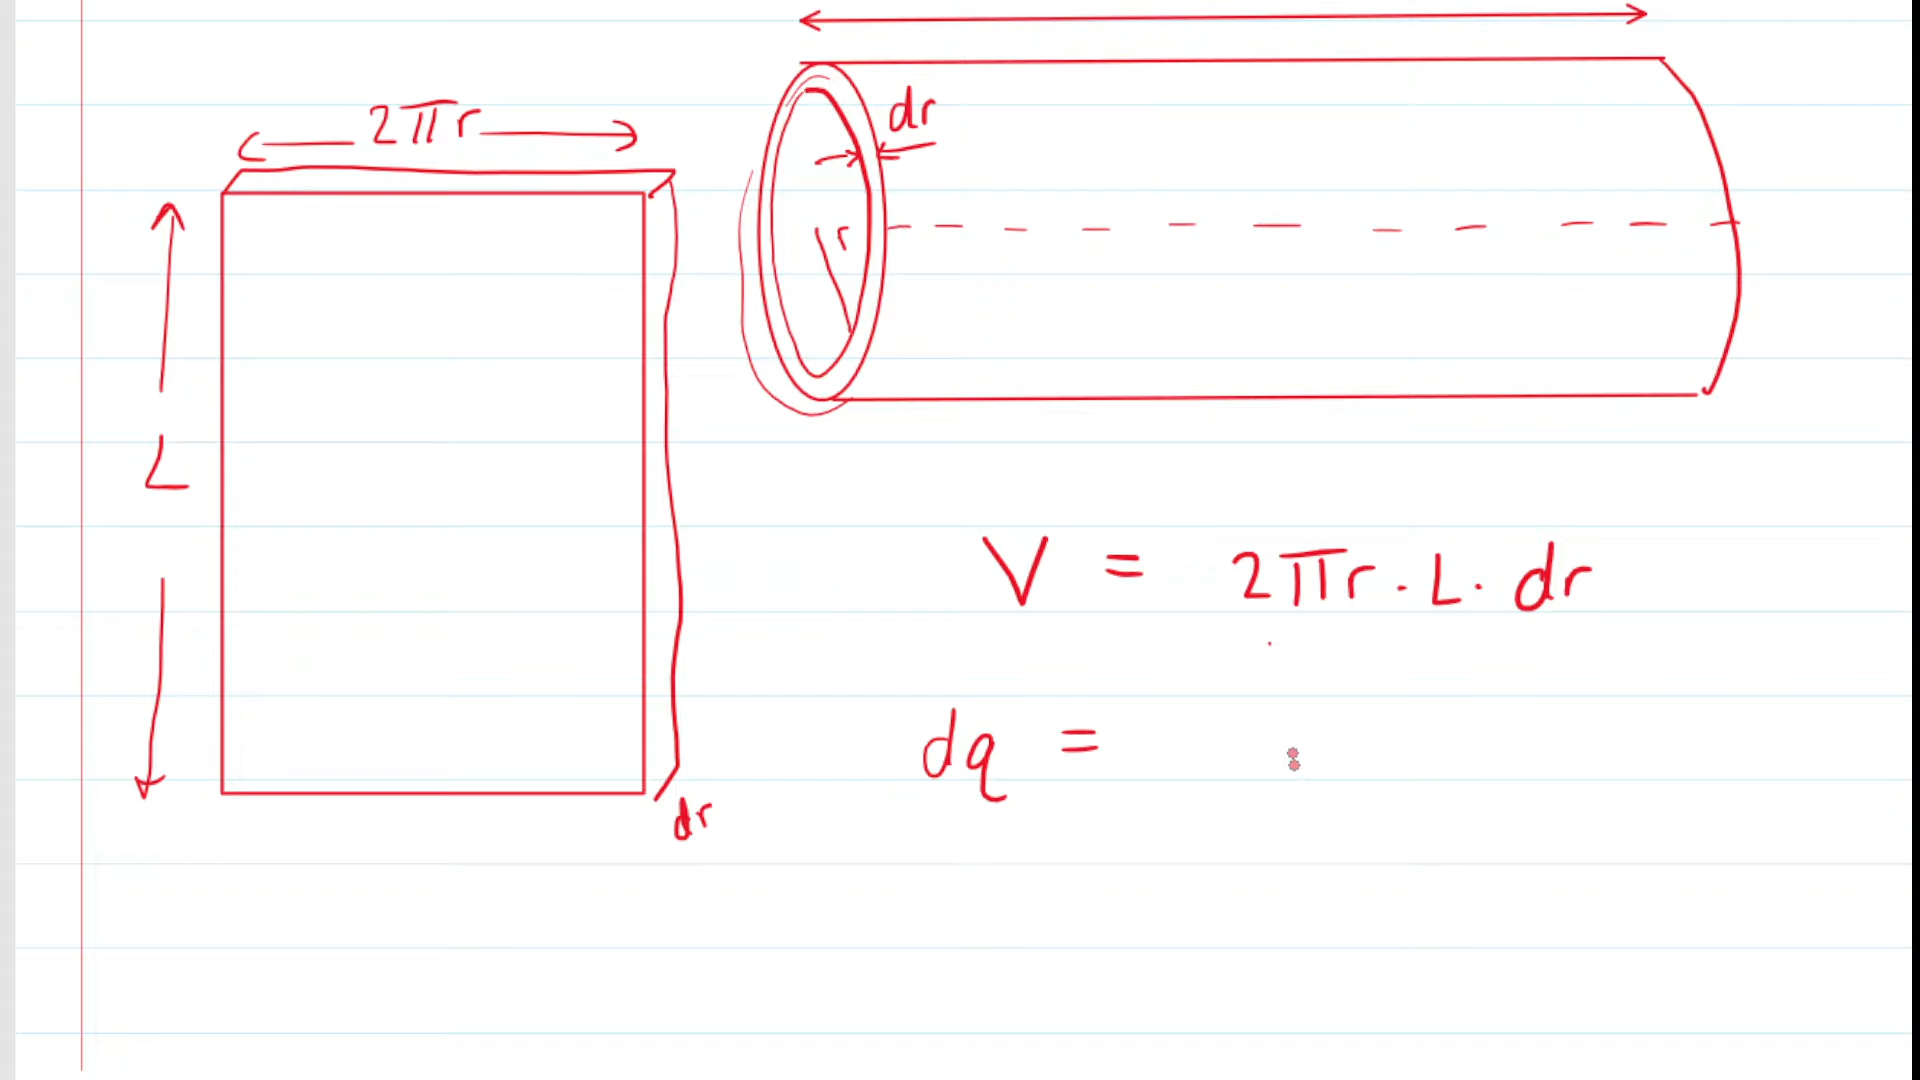 2πr
dr
r
L
V = 2πr · L · dr
dq =
dr